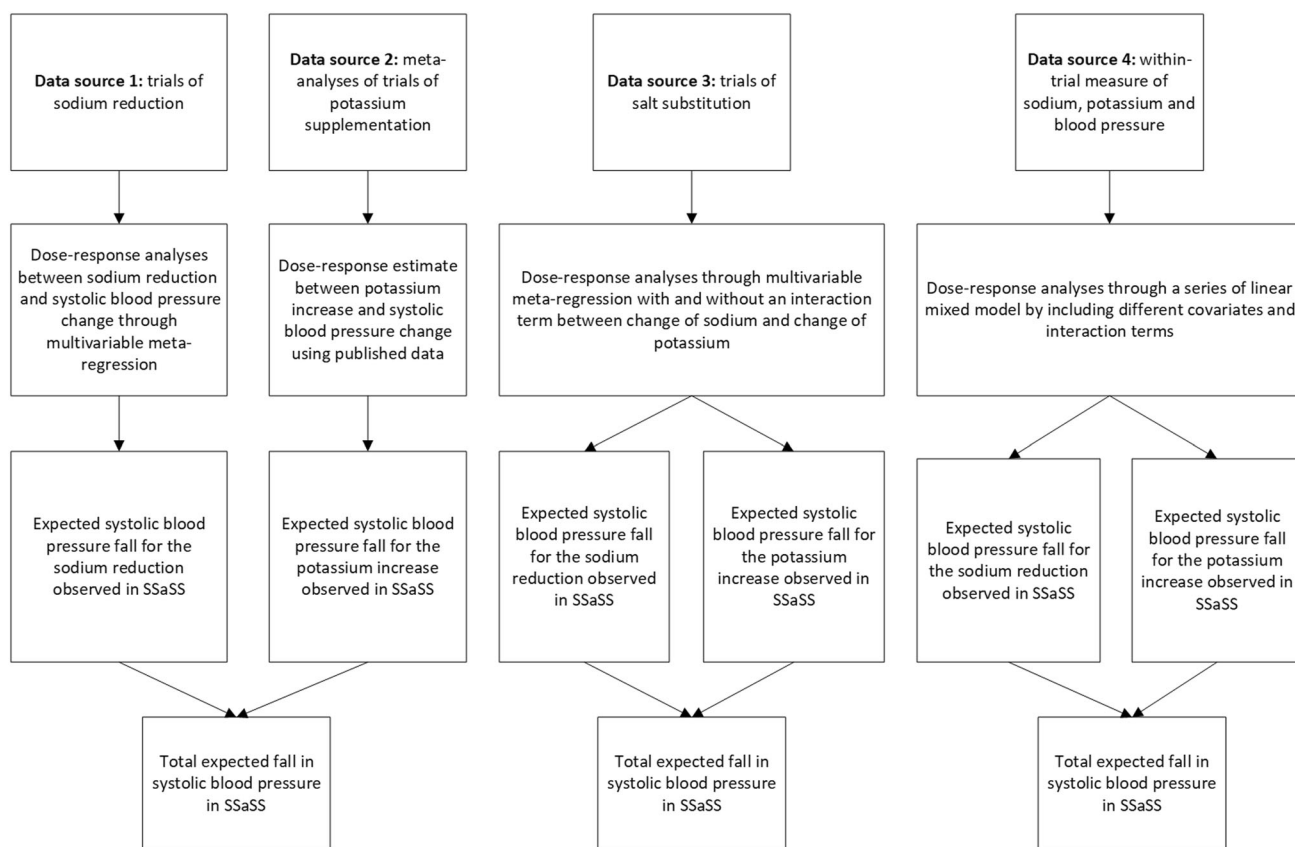 Data source 1: trials of
sodium reduction
Data source 2: meta-
analyses of trials of
potassium
supplementation
Data source 3: trials of
salt substitution
Data source 4: within-
trial measure of
sodium, potassium and
blood pressure
Dose-response analyses
between sodium reduction
and systolic blood pressure
change through
multivariable meta-
regression
Dose-response estimate
between potassium
increase and systolic
blood pressure change
using published data
Dose-response analyses through multivariable
meta-regression with and without an interaction
term between change of sodium and change of
potassium
Dose-response analyses through a series of linear
mixed model by including different covariates and
interaction terms
Expected systolic blood
pressure fall for the
sodium reduction
observed in SSaSS
Expected systolic blood
pressure fall for the
potassium increase
observed in SSaSS
Expected systolic
blood pressure fall
for the sodium
reduction observed
in SSaSS
Expected systolic
blood pressure fall for
the potassium
increase observed in
SSaSS
Expected systolic
blood pressure fall for
the sodium reduction
observed in SSaSS
Expected systolic
blood pressure fall
for the potassium
increase observed in
SSaSS
Total expected fall in
systolic blood pressure
in SSaSS
Total expected fall in
systolic blood pressure
in SSaSS
Total expected fall in
systolic blood pressure
in SSaSS